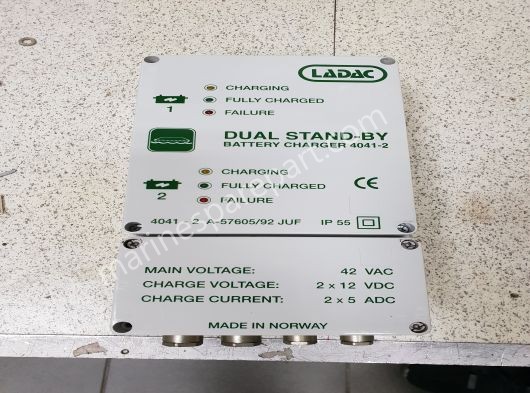 LADAC
CHARGING
FULLY CHARGED
FAILURE
1
DUAL STAND-BY
BATTERY CHARGER 4041-2
CHARGING
FULLY CHARGED
FAILURE
2
CE
4041 - 2 A-57605/92 JUF IP 55
MAIN VOLTAGE: 42 VAC
CHARGE VOLTAGE: 2 x 12 VDC
CHARGE CURRENT: 2 x 5 ADC
MADE IN NORWAY
marinesparepart.com